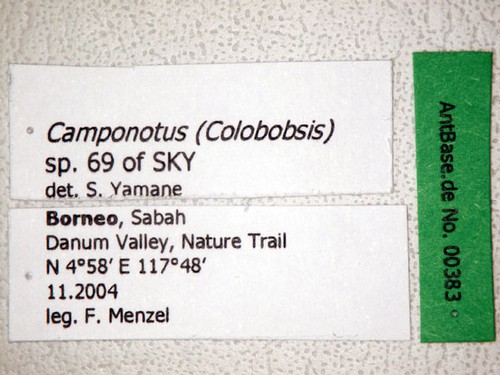 Camponotus (Colobobsis)
sp. 69 of SKY
det. S. Yamane
Borneo, Sabah
Danum Valley, Nature Trail
N 4°58’ E 117°48’
11.2004
leg. F. Menzel
AntBase.de No. 00383